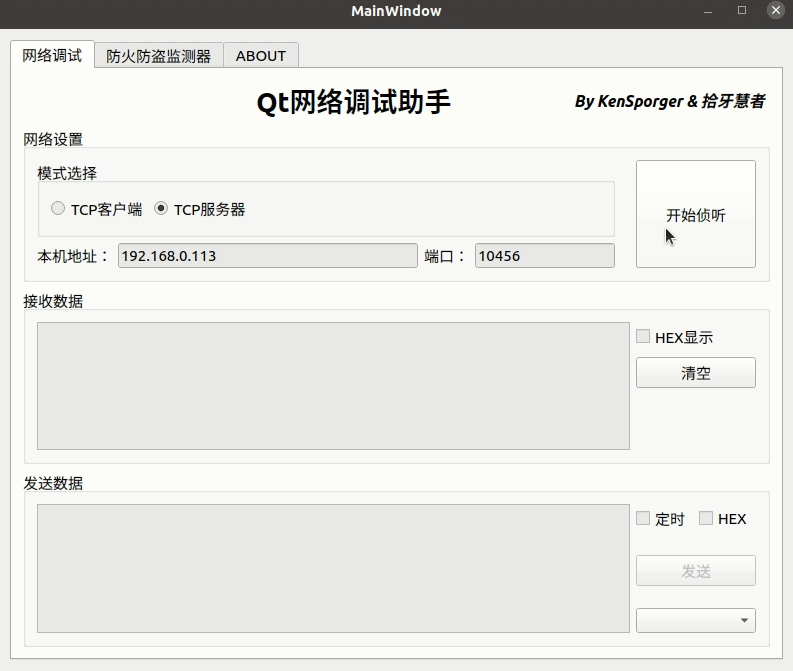 MainWindow
网络调试 防火防盗监测器 ABOUT
Qt网络调试助手 By KenSporger & 拾牙慧者
网络设置
模式选择
TCP客户端 TCP服务器
开始侦听
本机地址： 192.168.0.113 端口： 10456
接收数据
HEX显示
清空
发送数据
定时 HEX
发送